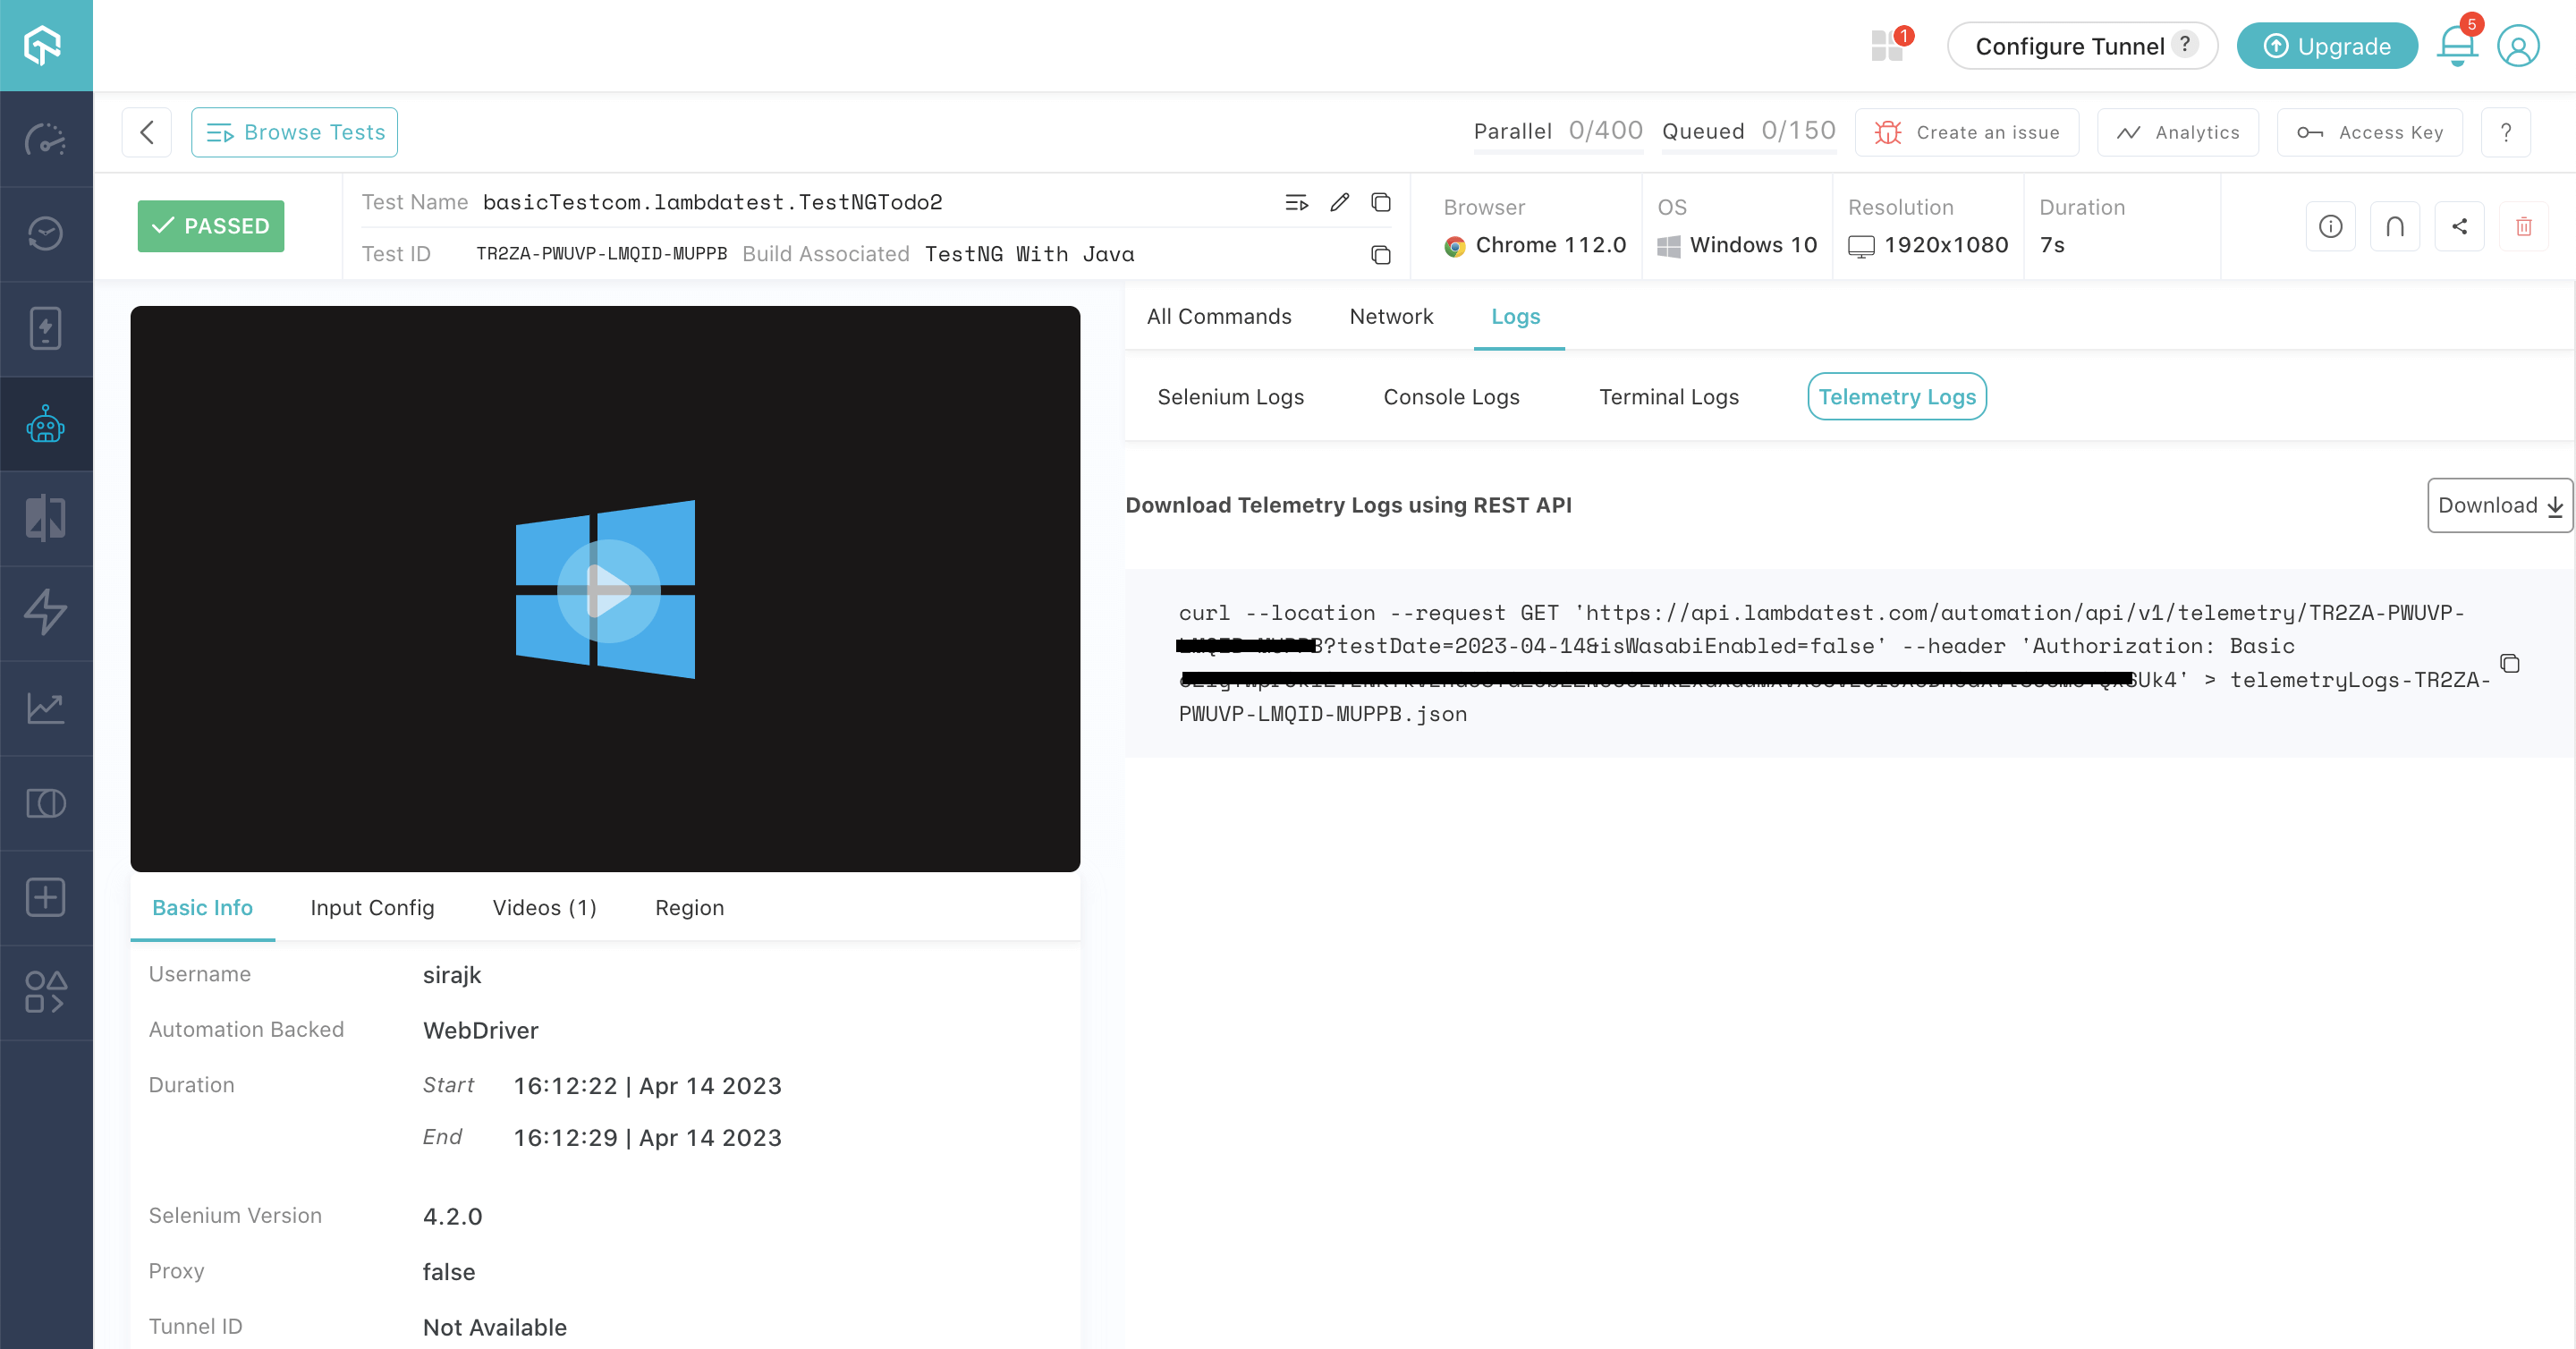 1
Configure Tunnel ?
Upgrade
5
Browse Tests
Parallel 0/400 Queued 0/150
Create an issue
Analytics
Access Key
?
PASSED
Test Name basicTestcom.lambdatest.TestNGTodo2
Test ID TR2ZA-PWUVP-LMQID-MUPPB Build Associated TestNG With Java
Browser
Chrome 112.0
OS
Windows 10
Resolution
1920x1080
Duration
7s
All Commands Network Logs
Selenium Logs Console Logs Terminal Logs Telemetry Logs
Download Telemetry Logs using REST API
Download
curl --location --request GET 'https://api.lambdatest.com/automation/api/v1/telemetry/TR2ZA-PWUVP-
?testDate=2023-04-14&isWasabiEnabled=false' --header 'Authorization: Basic
' > telemetryLogs-TR2ZA-
PWUVP-LMQID-MUPPB.json
Basic Info Input Config Videos (1) Region
Username sirajk
Automation Backed WebDriver
Duration Start 16:12:22 | Apr 14 2023
End 16:12:29 | Apr 14 2023
Selenium Version 4.2.0
Proxy false
Tunnel ID Not Available